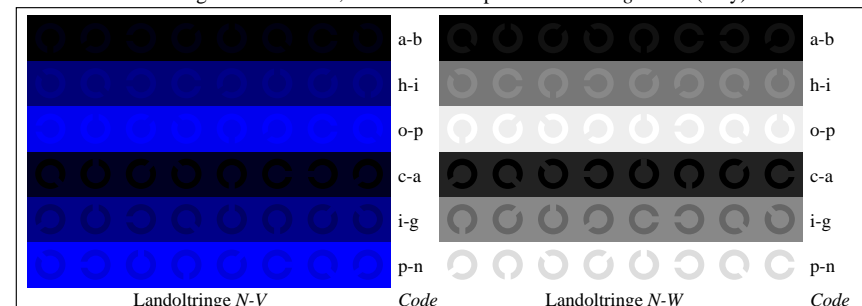 a-b a-b
h-i h-i
o-p o-p
c-a c-a
i-g i-g
p-n p-n
Landoltringe N-V Code Landoltringe N-W Code